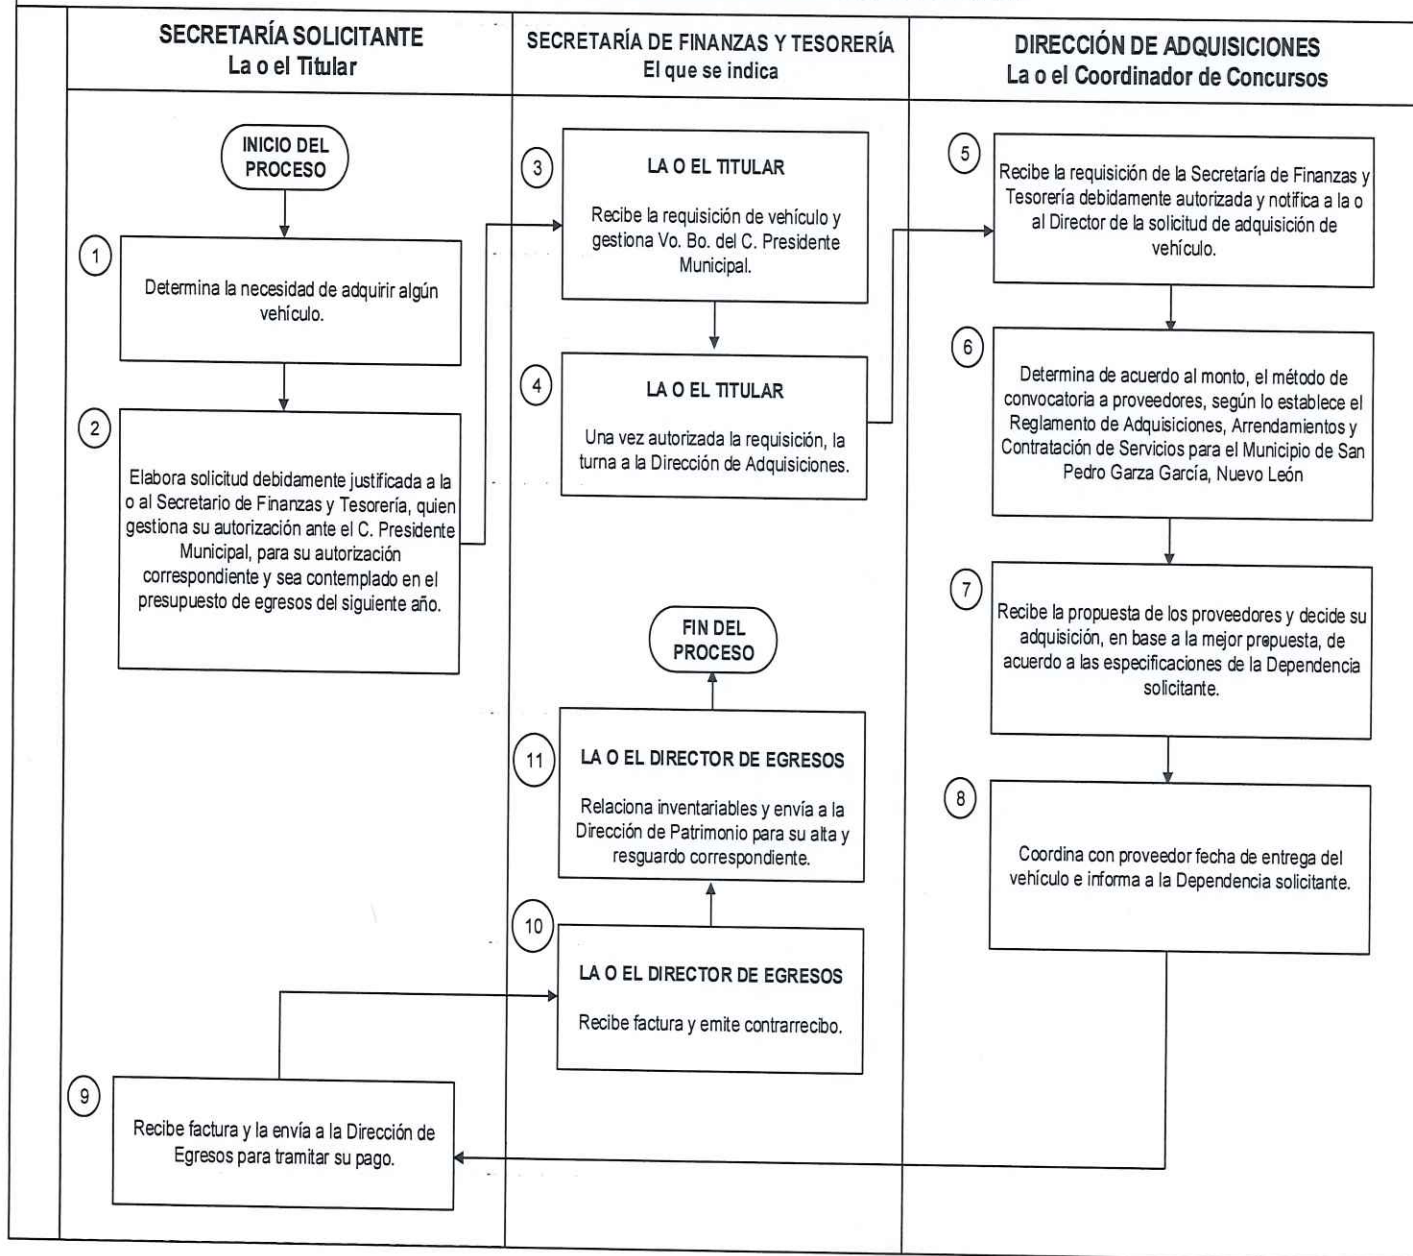 SECRETARÍA SOLICITANTE
La o el Titular
SECRETARÍA DE FINANZAS Y TESORERÍA
El que se indica
DIRECCIÓN DE ADQUISICIONES
La o el Coordinador de Concursos
INICIO DEL
PROCESO
1
Determina la necesidad de adquirir algún
vehículo.
2
Elabora solicitud debidamente justificada a la
o al Secretario de Finanzas y Tesorería, quien
gestiona su autorización ante el C. Presidente
Municipal, para su autorización
correspondiente y sea contemplado en el
presupuesto de egresos del siguiente año.
3
LA O EL TITULAR
Recibe la requisición de vehículo y
gestiona Vo. Bo. del C. Presidente
Municipal.
4
LA O EL TITULAR
Una vez autorizada la requisición, la
turna a la Dirección de Adquisiciones.
5
Recibe la requisición de la Secretaría de Finanzas y
Tesorería debidamente autorizada y notifica a la o
al Director de la solicitud de adquisición de
vehículo.
6
Determina de acuerdo al monto, el método de
convocatoria a proveedores, según lo establece el
Reglamento de Adquisiciones, Arrendamientos y
Contratación de Servicios para el Municipio de San
Pedro Garza García, Nuevo León
7
Recibe la propuesta de los proveedores y decide su
adquisición, en base a la mejor propuesta, de
acuerdo a las especificaciones de la Dependencia
solicitante.
8
Coordina con proveedor fecha de entrega del
vehículo e informa a la Dependencia solicitante.
9
Recibe factura y la envía a la Dirección de
Egresos para tramitar su pago.
10
LA O EL DIRECTOR DE EGRESOS
Recibe factura y emite contrarrecibo.
11
LA O EL DIRECTOR DE EGRESOS
Relaciona inventariables y envía a la
Dirección de Patrimonio para su alta y
resguardo correspondiente.
FIN DEL
PROCESO